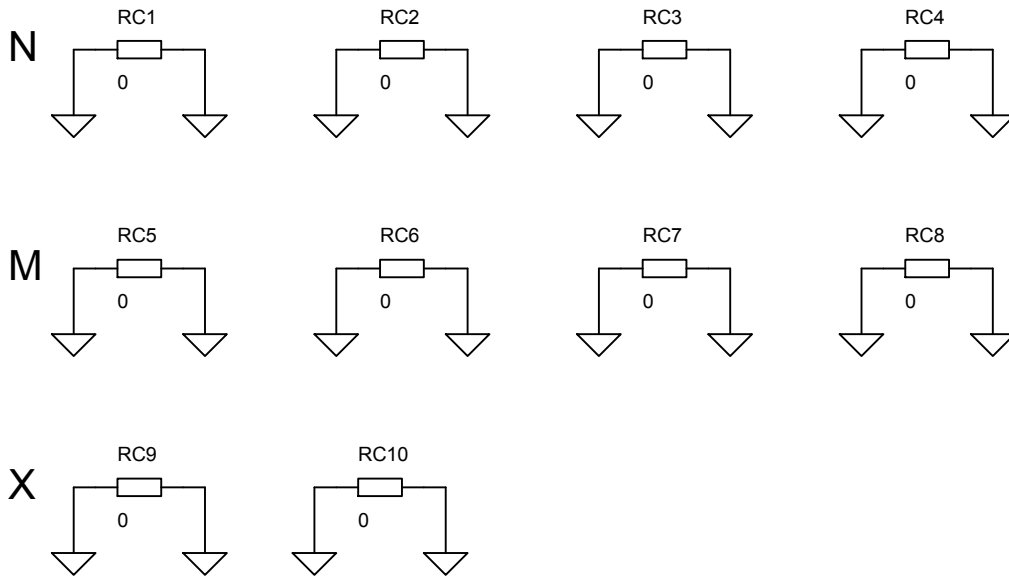 RC1 RC2 RC3 RC4
N
0 0 0 0
RC5 RC6 RC7 RC8
M
0 0 0 0
RC9 RC10
X
0 0